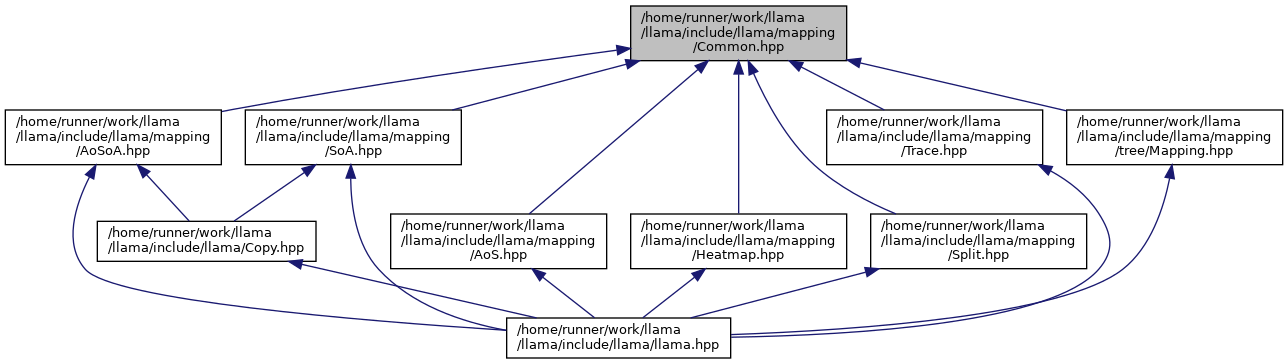 /home/runner/work/llama
/llama/include/llama/mapping
/Common.hpp
/home/runner/work/llama
/llama/include/llama/mapping
/AoSoA.hpp
/home/runner/work/llama
/llama/include/llama/mapping
/SoA.hpp
/home/runner/work/llama
/llama/include/llama/mapping
/Trace.hpp
/home/runner/work/llama
/llama/include/llama/mapping
/tree/Mapping.hpp
/home/runner/work/llama
/llama/include/llama/Copy.hpp
/home/runner/work/llama
/llama/include/llama/mapping
/AoS.hpp
/home/runner/work/llama
/llama/include/llama/mapping
/Heatmap.hpp
/home/runner/work/llama
/llama/include/llama/mapping
/Split.hpp
/home/runner/work/llama
/llama/include/llama/llama.hpp